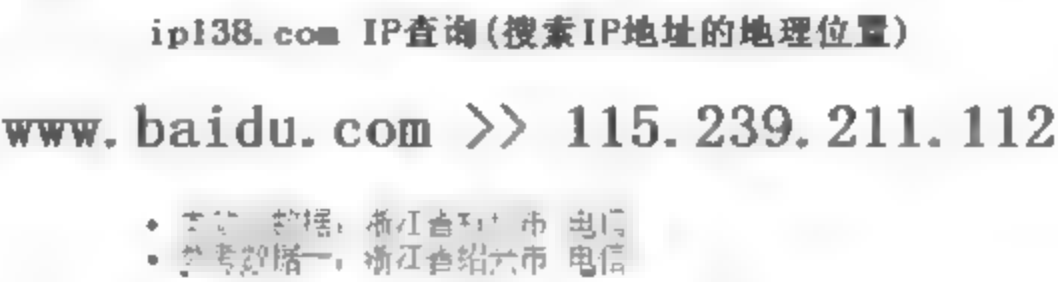 ip138.com IP查询(搜索IP地址的地理位置)
www.baidu.com >> 115.239.211.112
数据: 浙江省 市 电信
参考数据一: 浙江省绍兴市 电信